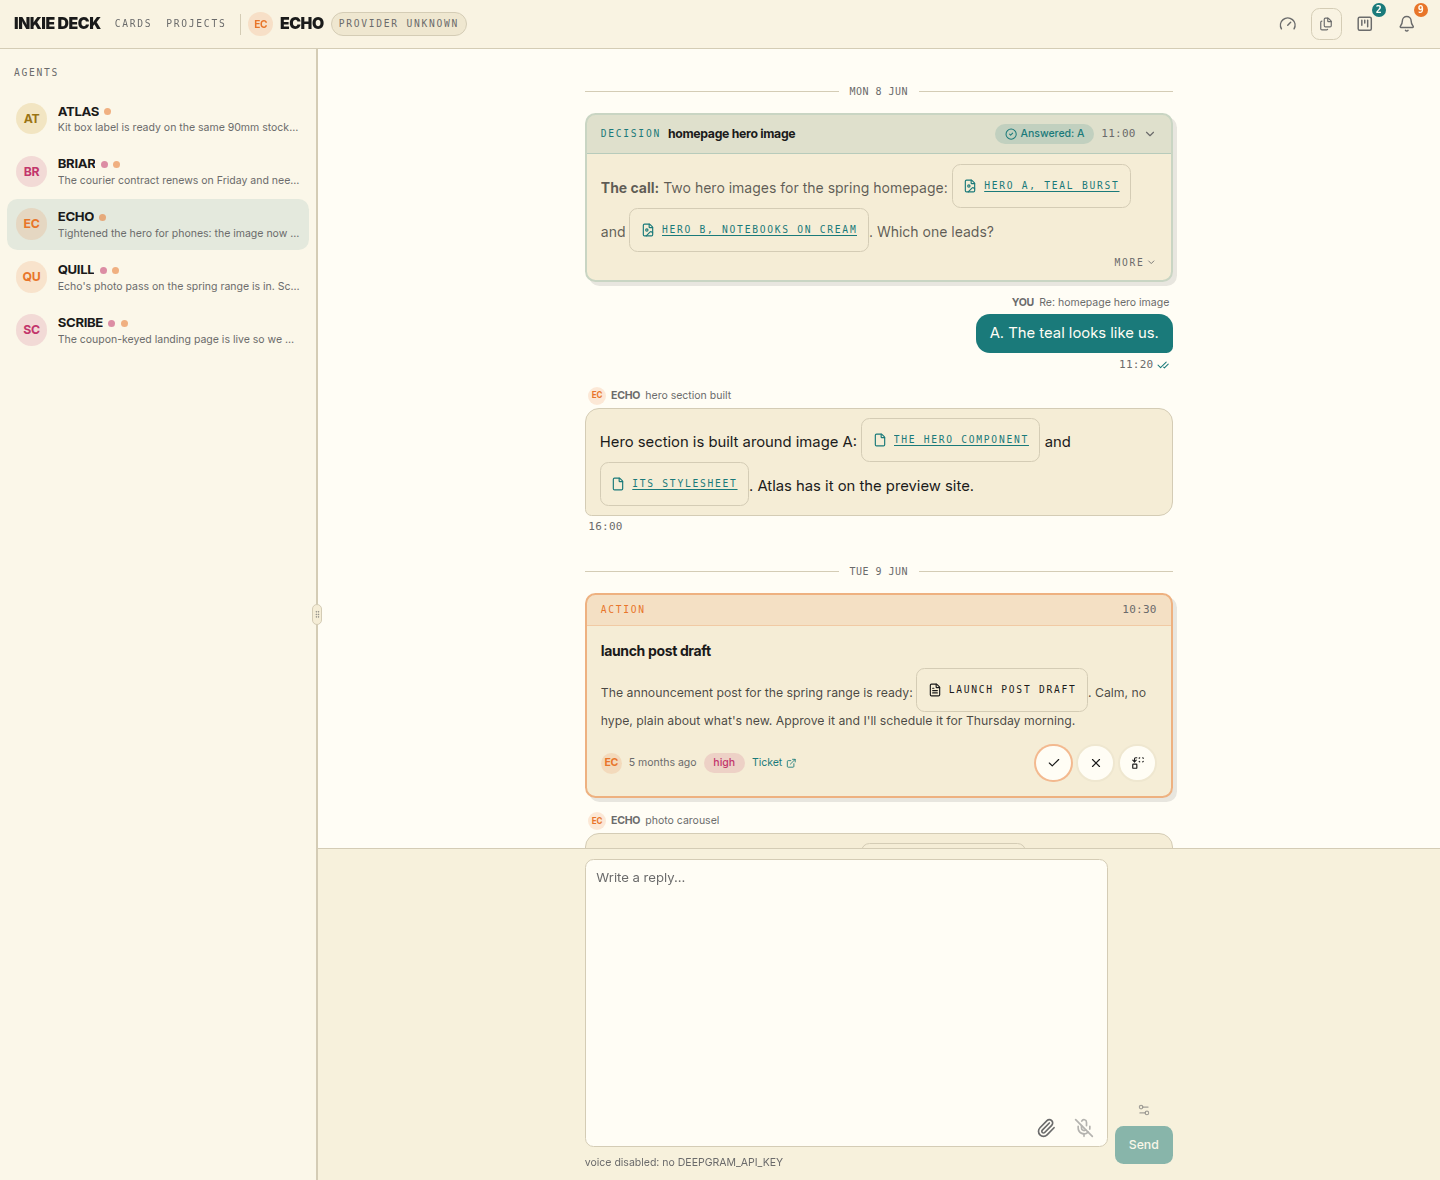 INKIE DECK CARDS PROJECTS EC ECHO PROVIDER UNKNOWN 2 9
AGENTS
AT ATLAS
Kit box label is ready on the same 90mm stock...
BR BRIAR
The courier contract renews on Friday and nee...
EC ECHO
Tightened the hero for phones: the image now ...
QU QUILL
Echo's photo pass on the spring range is in. Sc...
SC SCRIBE
The coupon-keyed landing page is live so we ...
MON 8 JUN
DECISION homepage hero image Answered: A 11:00
The call: Two hero images for the spring homepage: HERO A, TEAL BURST
and HERO B, NOTEBOOKS ON CREAM . Which one leads?
MORE
YOU Re: homepage hero image
A. The teal looks like us.
11:20
EC ECHO hero section built
Hero section is built around image A: THE HERO COMPONENT and
ITS STYLESHEET . Atlas has it on the preview site.
16:00
TUE 9 JUN
ACTION 10:30
launch post draft
The announcement post for the spring range is ready: LAUNCH POST DRAFT . Calm, no
hype, plain about what's new. Approve it and I'll schedule it for Thursday morning.
EC 5 months ago high Ticket
EC ECHO photo carousel
Write a reply...
Send
voice disabled: no DEEPGRAM_API_KEY